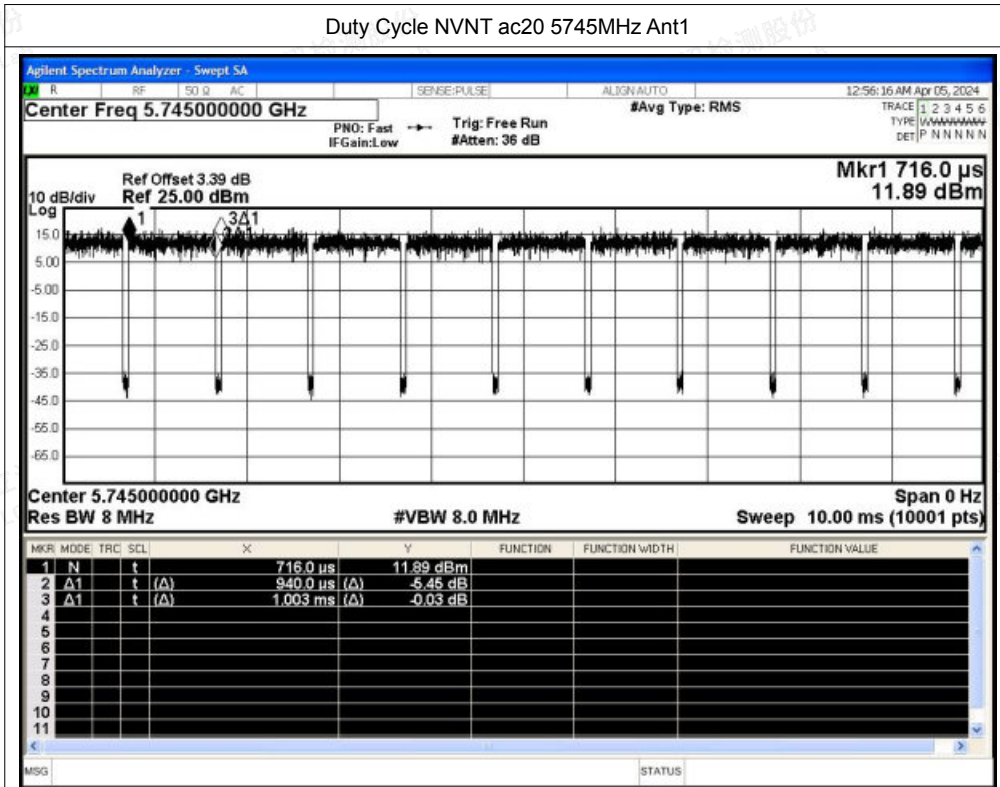 Duty Cycle NVNT ac20 5745MHz Ant1
Agilent Spectrum Analyzer - Swept SA
R RF 50 Ω AC SENSE:PULSE ALIGN AUTO 12:56:16 AM Apr 05, 2024
Center Freq 5.745000000 GHz #Avg Type: RMS TRACE 1 2 3 4 5 6
PNO: Fast Trig: Free Run TYPE
IFGain:Low #Atten: 36 dB DET P N N N N N
Mkr1 716.0 µs
11.89 dBm
Ref Offset 3.39 dB
10 dB/div Ref 25.00 dBm
Log
1 3Δ1
15.0
5.00
-5.00
-15.0
-25.0
-35.0
-45.0
-55.0
-65.0
Center 5.745000000 GHz Span 0 Hz
Res BW 8 MHz #VBW 8.0 MHz Sweep 10.00 ms (10001 pts)
MKR MODE TRC SCL X Y FUNCTION FUNCTION WIDTH FUNCTION VALUE
1 N t 716.0 µs 11.89 dBm
2 Δ1 t (Δ) 940.0 µs (Δ) -5.45 dB
3 Δ1 t (Δ) 1.003 ms (Δ) -0.03 dB
4
5
6
7
8
9
10
11
MSG STATUS